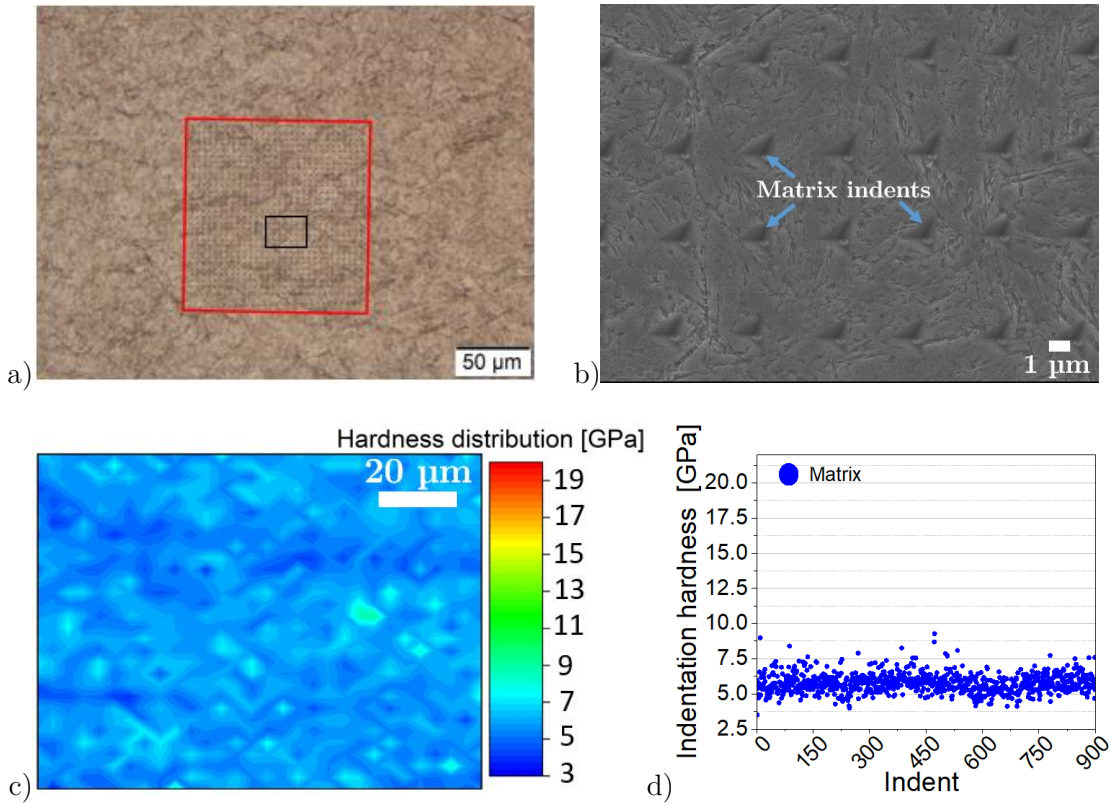 50 µm
a)
Matrix indents
1 µm
b)
Hardness distribution [GPa]
20 µm
19
17
15
13
11
9
7
5
3
c)
Indentation hardness [GPa]
20.0
17.5
15.0
12.5
10.0
7.5
5.0
2.5
Matrix
0
150
300
450
600
750
900
Indent
d)